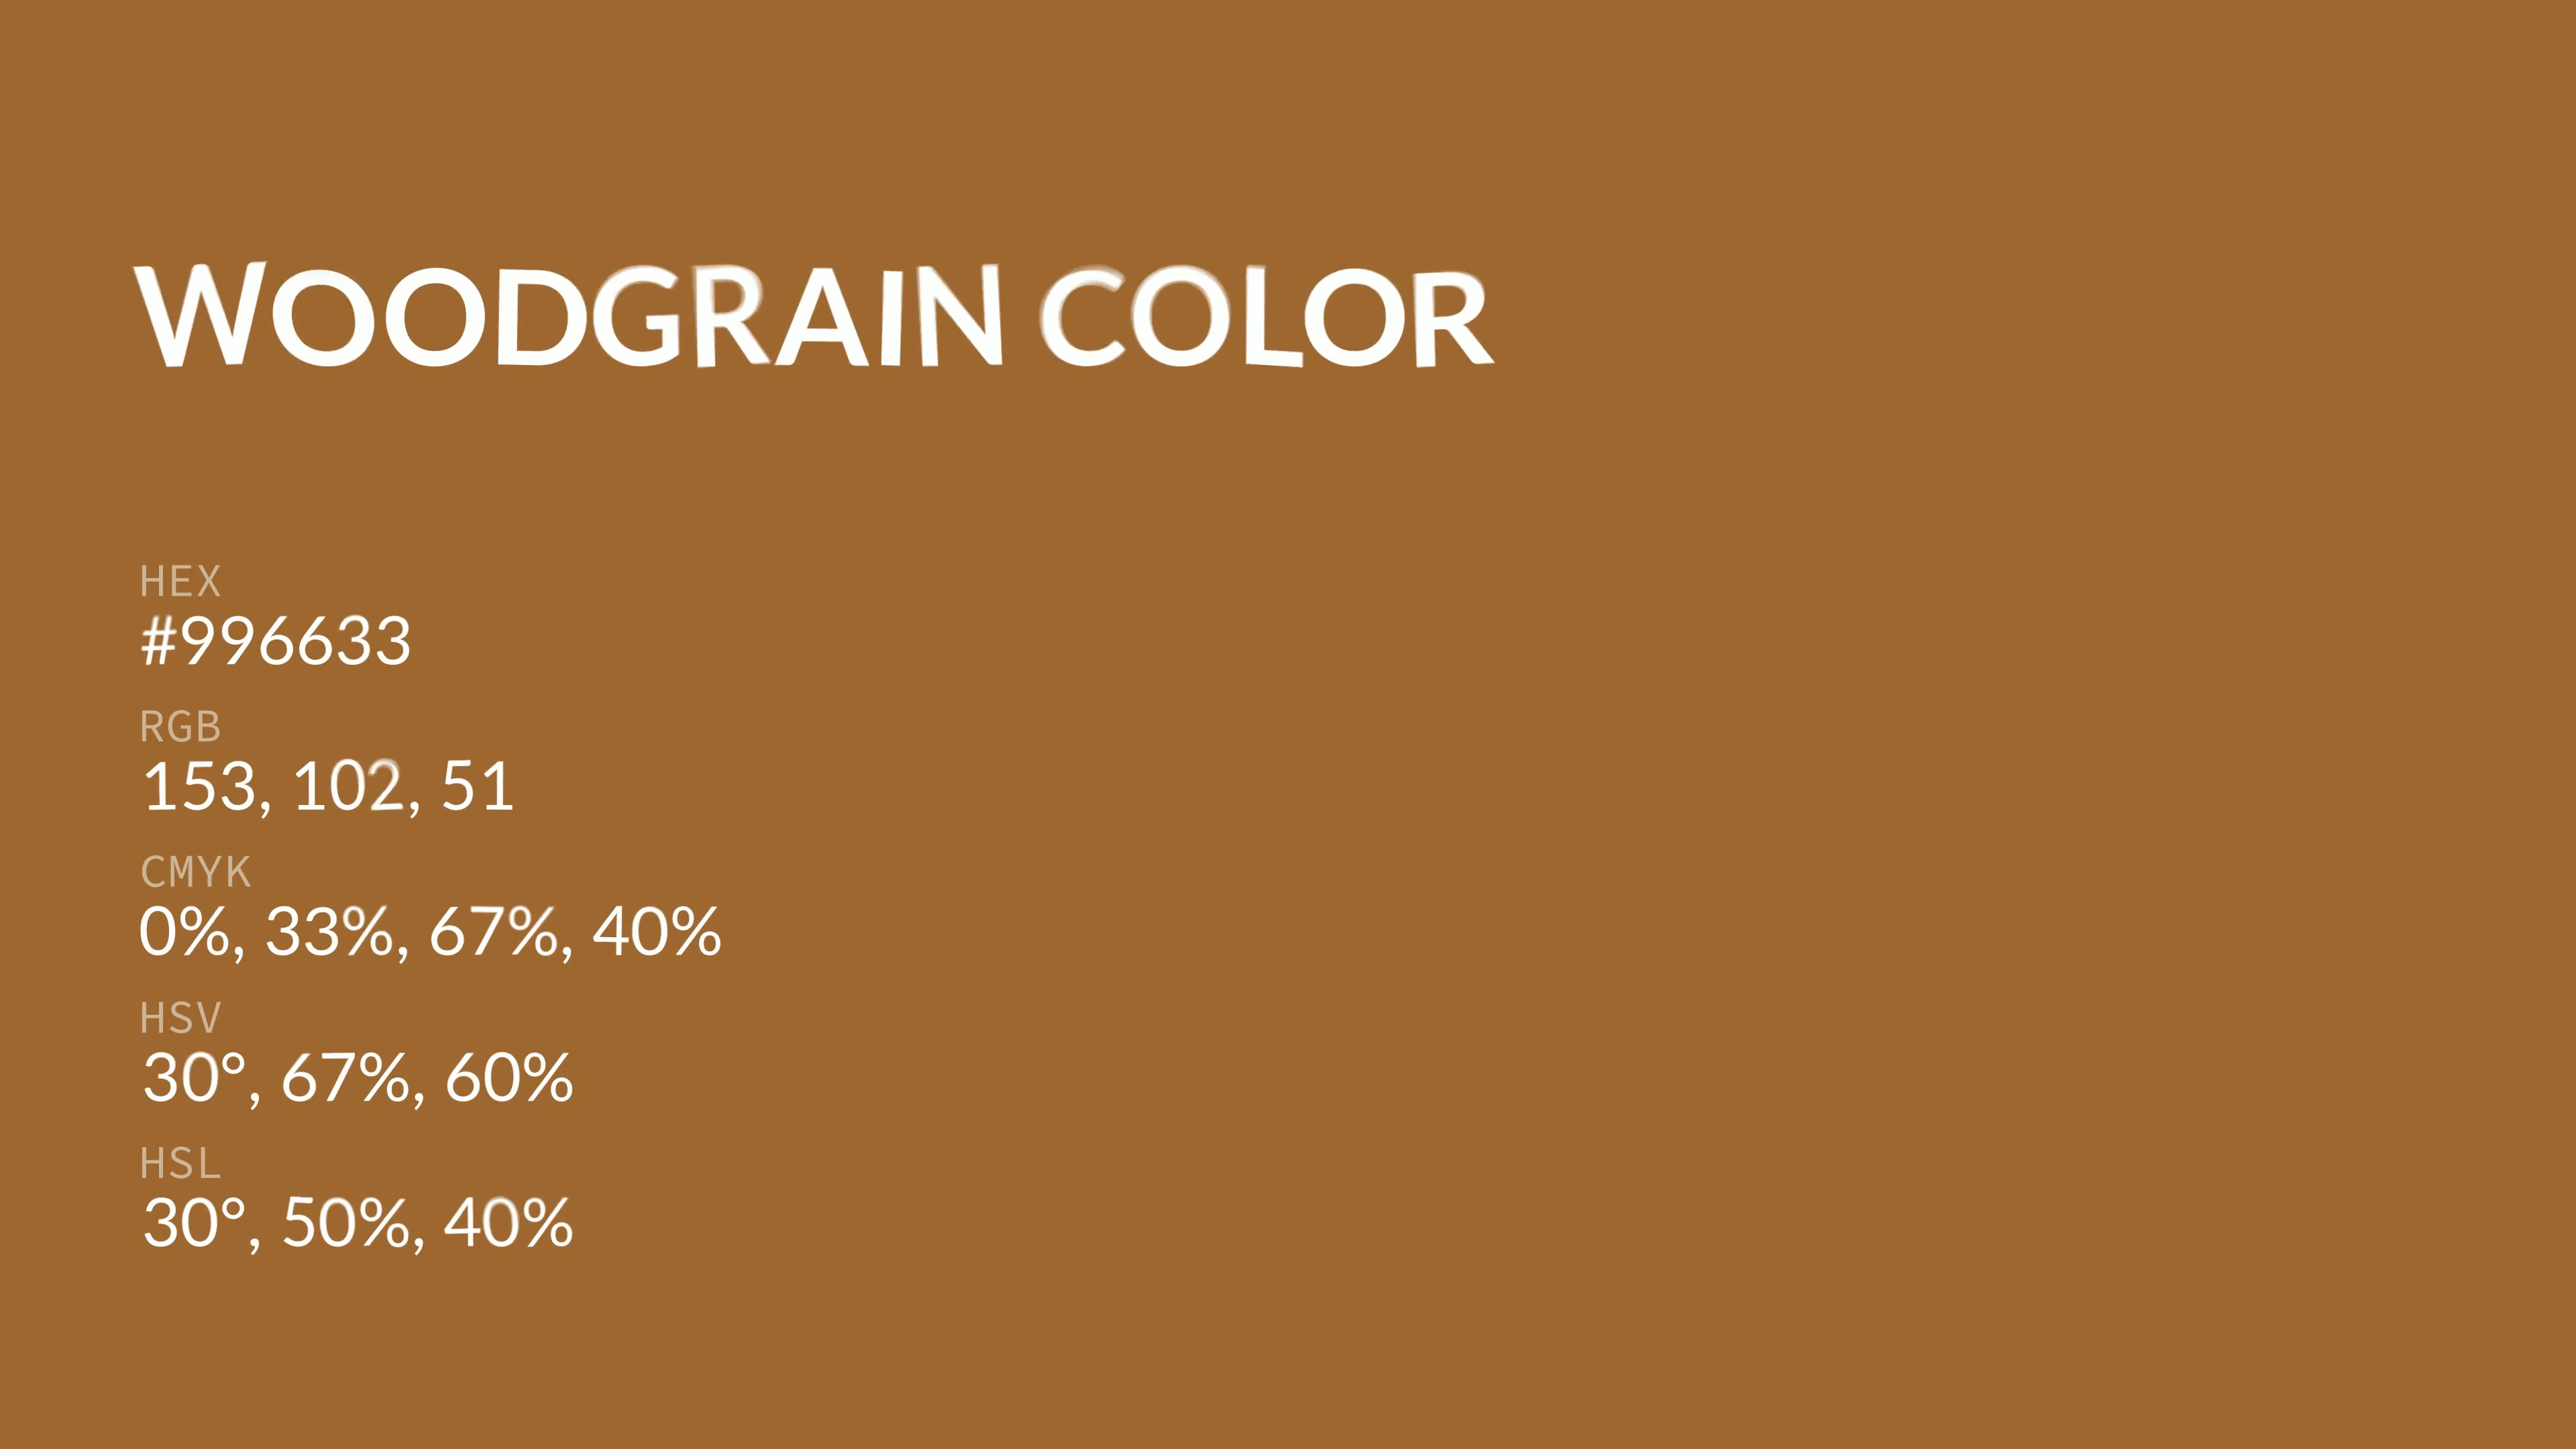 WOODGRAIN COLOR
HEX
#996633
RGB
153, 102, 51
CMYK
0%, 33%, 67%, 40%
HSV
30°, 67%, 60%
HSL
30°, 50%, 40%